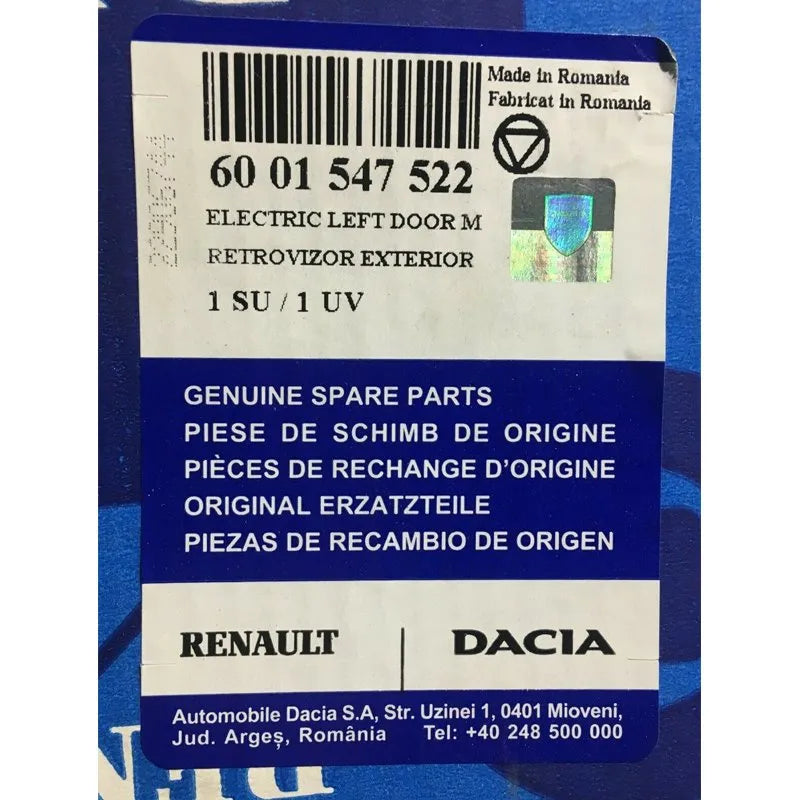 Made in Romania
Fabricat in Romania
60 01 547 522
ELECTRIC LEFT DOOR M
RETROVIZOR EXTERIOR
1 SU / 1 UV
22906744
GENUINE SPARE PARTS
PIESE DE SCHIMB DE ORIGINE
PIÈCES DE RECHANGE D'ORIGINE
ORIGINAL ERZATZTEILE
PIEZAS DE RECAMBIO DE ORIGEN
RENAULT | DACIA
Automobile Dacia S.A, Str. Uzinei 1, 0401 Mioveni,
Jud. Argeș, România Tel: +40 248 500 000